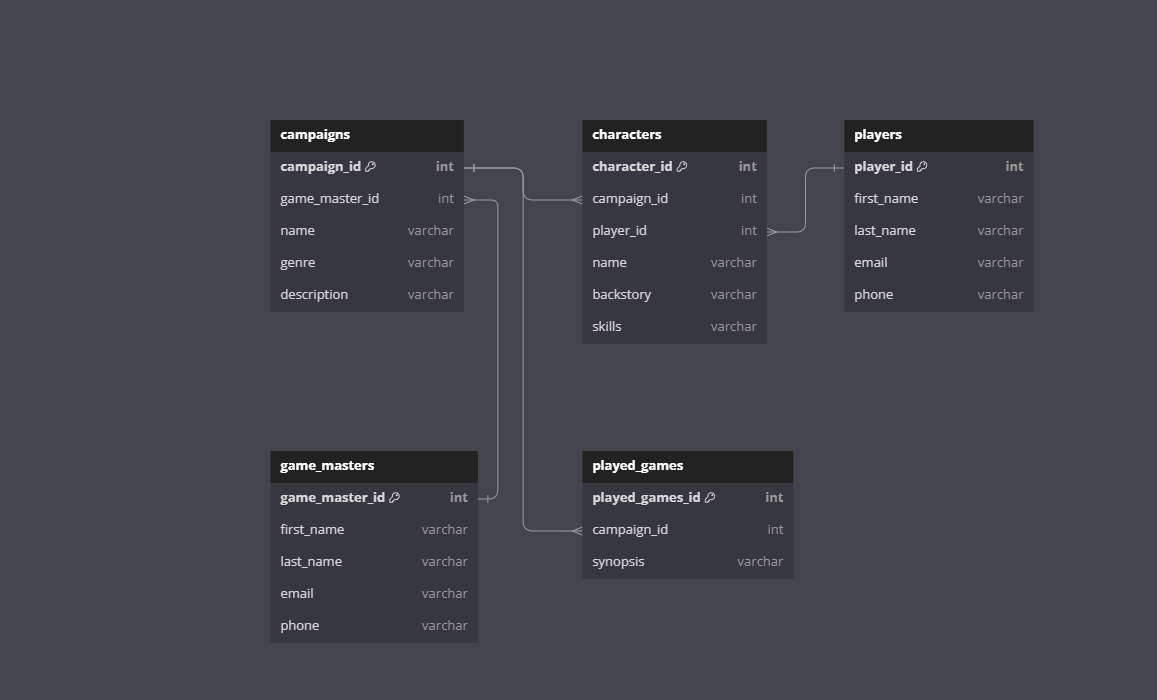 campaigns
campaign_id int
game_master_id int
name varchar
genre varchar
description varchar
characters
character_id int
campaign_id int
player_id int
name varchar
backstory varchar
skills varchar
players
player_id int
first_name varchar
last_name varchar
email varchar
phone varchar
game_masters
game_master_id int
first_name varchar
last_name varchar
email varchar
phone varchar
played_games
played_games_id int
campaign_id int
synopsis varchar